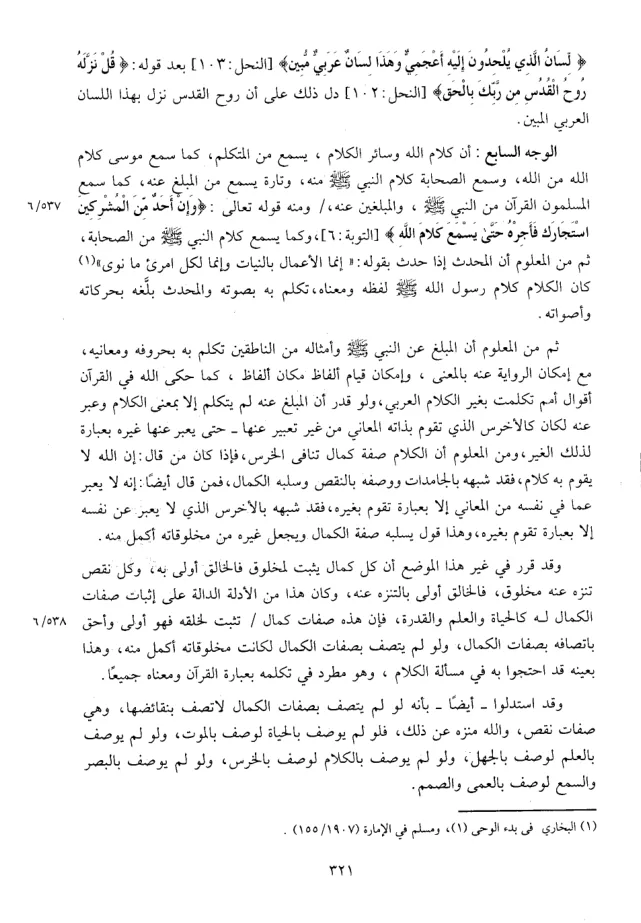 ﴿ لِّسَانُ الَّذِي يُلْحِدُونَ إِلَيْهِ أَعْجَمِيٌّ وَهَذَا لِسَانٌ عَرَبِيٌّ مُّبِين﴾ [النحل:١٠٣] بعد قوله:﴿ قُلْ نَزَّلَهُ
رُوحُ الْقُدُسِ مِن رَّبِّكَ بِالْحَقِّ﴾ [النحل:١٠٢] دل ذلك على أن روح القدس نزل بهذا اللسان
العربي المبين.
الوجه السابع : أن كلام الله وسائر الكلام ، يسمع من المتكلم، كما سمع موسى كلام
الله من الله، وسمع الصحابة كلام النبي ﷺ منه، وتارة يسمع من المبلغ عنه، كما سمع
المسلمون القرآن من النبي ﷺ ، والمبلغين عنه،/ ومنه قوله تعالى :﴿وَإِنْ أَحَدٌ مِّنَ الْمُشْرِكِينَ ٦/٥٣٧
اسْتَجَارَكَ فَأَجِرْهُ حَتَّىٰ يَسْمَعَ كَلامَ اللَّهِ ﴾ [التوبة:٦]،وكما يسمع كلام النبي ﷺ من الصحابة،
ثم من المعلوم أن المحدث إذا حدث بقوله:« إنما الأعمال بالنيات وإنما لكل امرئ ما نوى»(١)
كان الكلام كلام رسول الله ﷺ لفظه ومعناه،تكلم به بصوته والمحدث بلَّغه بحركاته
وأصواته .
ثم من المعلوم أن المبلغ عن النبي ﷺ وأمثاله من الناطقين تكلم به بحروفه ومعانيه،
مع إمكان الرواية عنه بالمعنى ، وإمكان قيام ألفاظ مكان ألفاظ ، كما حكى الله في القرآن
أقوال أمم تكلمت بغير الكلام العربي،ولو قدر أن المبلغ عنه لم يتكلم إلا بمعنى الكلام وعبر
عنه لكان كالأخرس الذي تقوم بذاته المعاني من غير تعبير عنها ـ حتى يعبر عنها غيره بعبارة
لذلك الغير،ومن المعلوم أن الكلام صفة كمال تنافى الخرس،فإذا كان من قال:إن الله لا
يقوم به كلام،فقد شبهه بالجامدات ووصفه بالنقص وسلبه الكمال،فمن قال أيضًا:إنه لا يعبر
عما في نفسه من المعاني إلا بعبارة تقوم بغيره،فقد شبهه بالأخرس الذي لا يعبر عن نفسه
إلا بعبارة تقوم بغيره،وهذا قول يسلبه صفة الكمال ويجعل غيره من مخلوقاته أكمل منه.
وقد قرر في غير هذا الموضع أن كل كمال يثبت لمخلوق فالخالق أولى به، وكل نقص
تنزه عنه مخلوق، فالخالق أولى بالتنزه عنه، وكان هذا من الأدلة الدالة على إثبات صفات
الكمال لـه كالحياة والعلم والقدرة، فإن هذه صفات كمال / تثبت لخلقه فهو أولى وأحق ٦/٥٣٨
باتصافه بصفات الكمال، ولو لم يتصف بصفات الكمال لكانت مخلوقاته أكمل منه، وهذا
بعينه قد احتجوا به في مسألة الكلام ، وهو مطرد في تكلمه بعبارة القرآن ومعناه جميعًا.
وقد استدلوا ـ أيضًا ـ بأنه لو لم يتصف بصفات الكمال لاتصف بنقائضها، وهي
صفات نقص، والله منزه عن ذلك، فلو لم يوصف بالحياة لوصف بالموت، ولو لم يوصف
بالعلم لوصف بالجهل، ولو لم يوصف بالكلام لوصف بالخرس، ولو لم يوصف بالبصر
والسمع لوصف بالعمى والصمم.
(١) البخاري فى بدء الوحى (١)، ومسلم في الإمارة (١٩٠٧/ ١٥٥) .
٣٢١